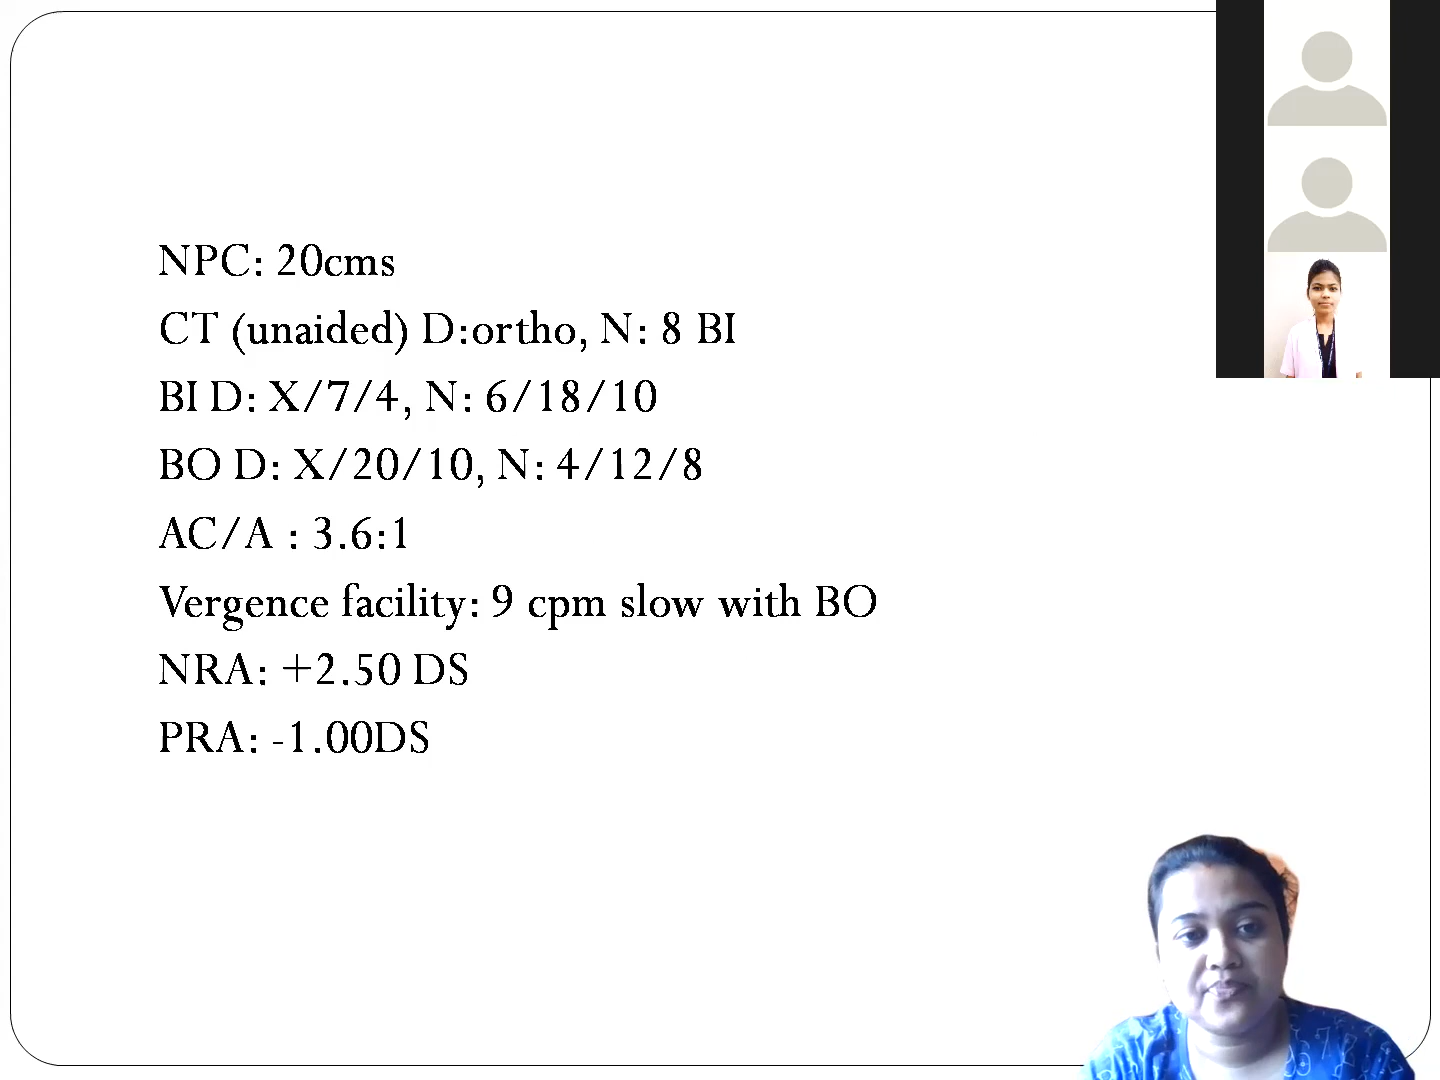 NPC: 20cms
CT (unaided) D:ortho, N: 8 BI
BI D: X/7/4, N: 6/18/10
BO D: X/20/10, N: 4/12/8
AC/A : 3.6:1
Vergence facility: 9 cpm slow with BO
NRA: +2.50 DS
PRA: -1.00DS